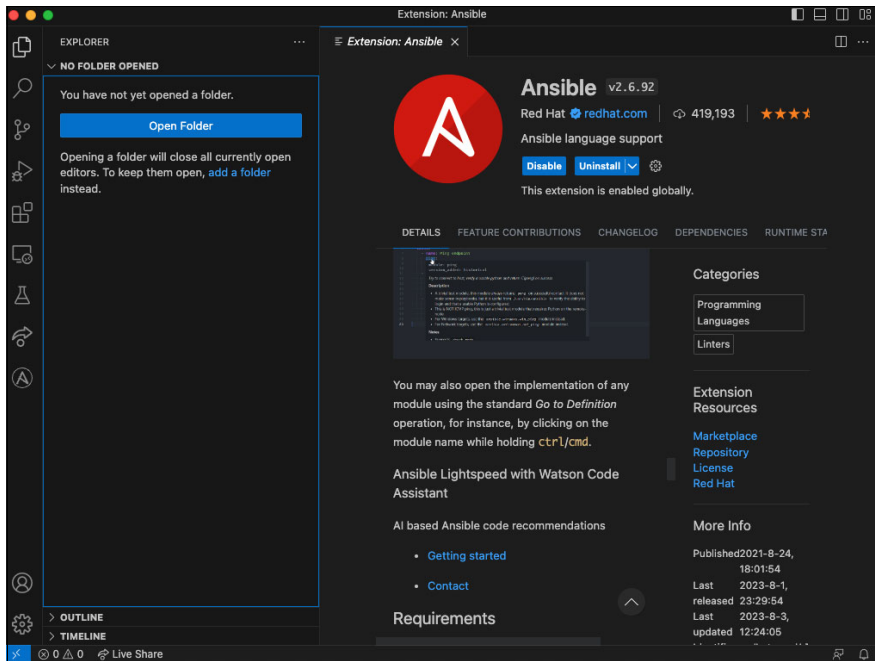 Extension: Ansible
EXPLORER
NO FOLDER OPENED
You have not yet opened a folder.
Open Folder
Opening a folder will close all currently open
editors. To keep them open, add a folder
instead.
OUTLINE
TIMELINE
Extension: Ansible
Ansible v2.6.92
Red Hat redhat.com 419,193
Ansible language support
Disable Uninstall
This extension is enabled globally.
DETAILS FEATURE CONTRIBUTIONS CHANGELOG DEPENDENCIES RUNTIME STA
You may also open the implementation of any
module using the standard Go to Definition
operation, for instance, by clicking on the
module name while holding ctrl/cmd.
Ansible Lightspeed with Watson Code
Assistant
AI based Ansible code recommendations
Getting started
Contact
Requirements
Categories
Programming
Languages
Linters
Extension
Resources
Marketplace
Repository
License
Red Hat
More Info
Published2021-8-24,
18:01:54
Last 2023-8-1,
released 23:29:54
Last 2023-8-3,
updated 12:24:05
0 0 Live Share